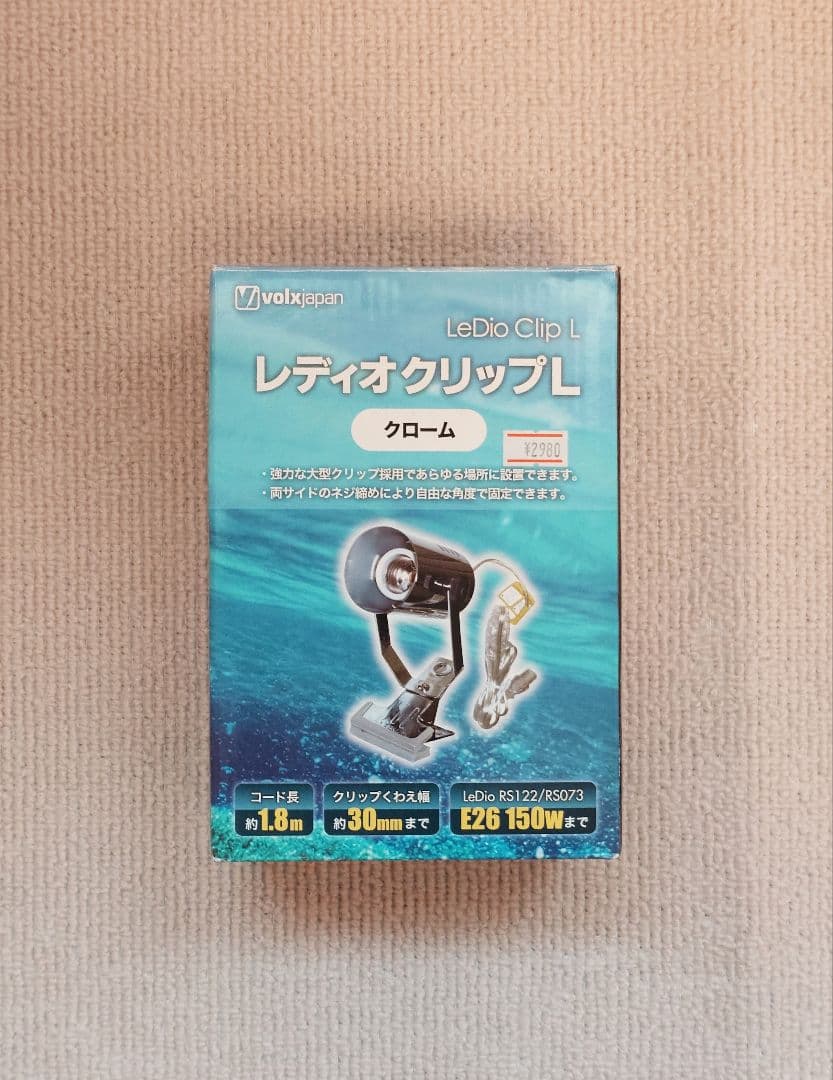 volxjapan
LeDio Clip L
レディオクリップL
クローム
¥2980
・強力な大型クリップ採用であらゆる場所に設置できます。
・両サイドのネジ締めにより自由な角度で固定できます。
コード長
約1.8m
クリップくわえ幅
約30mmまで
LeDio RS122/RS073
E26 150wまで